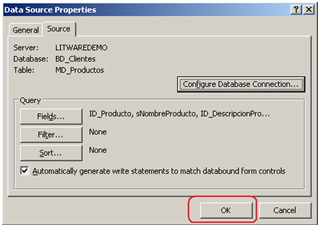 Data Source Properties
General
Source
Server: LITWAREDEMO
Database: BD_Clientes
Table: MD_Productos
Configure Database Connection...
Query
Fields... ID_Producto, sNombreProducto, ID_DescripcionPro...
Filter... None
Sort... None
Automatically generate write statements to match databound form controls
OK
Cancel